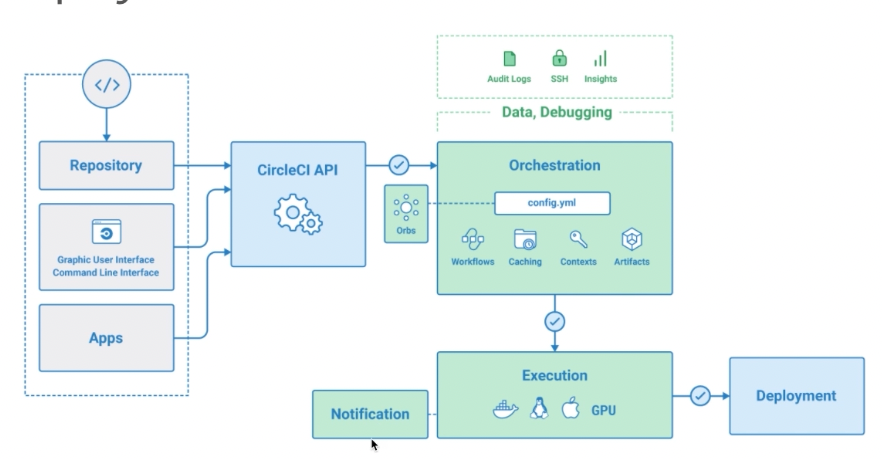 </>
Audit Logs SSH Insights
Data, Debugging
Repository
CircleCI API
Orchestration
config.yml
Orbs
Graphic User Interface
Command Line Interface
Workflows Caching Contexts Artifacts
Apps
Execution
GPU
Notification
Deployment